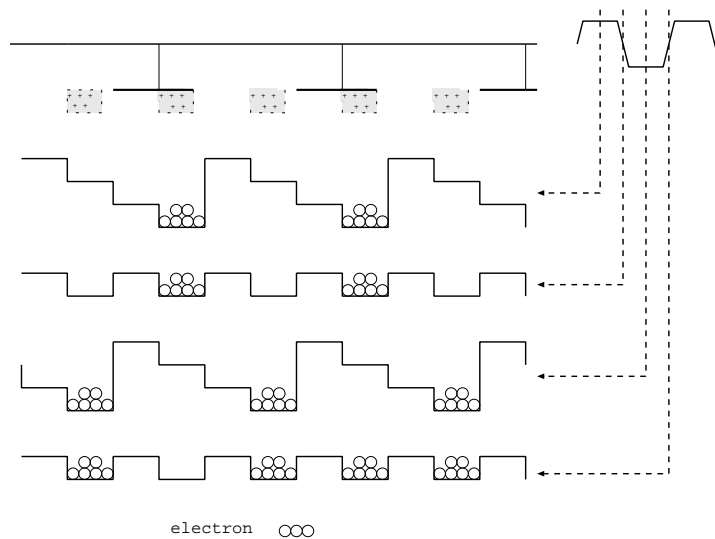 + + + + + + + + + + + + + + +
+ + + + + + + + + +
electron